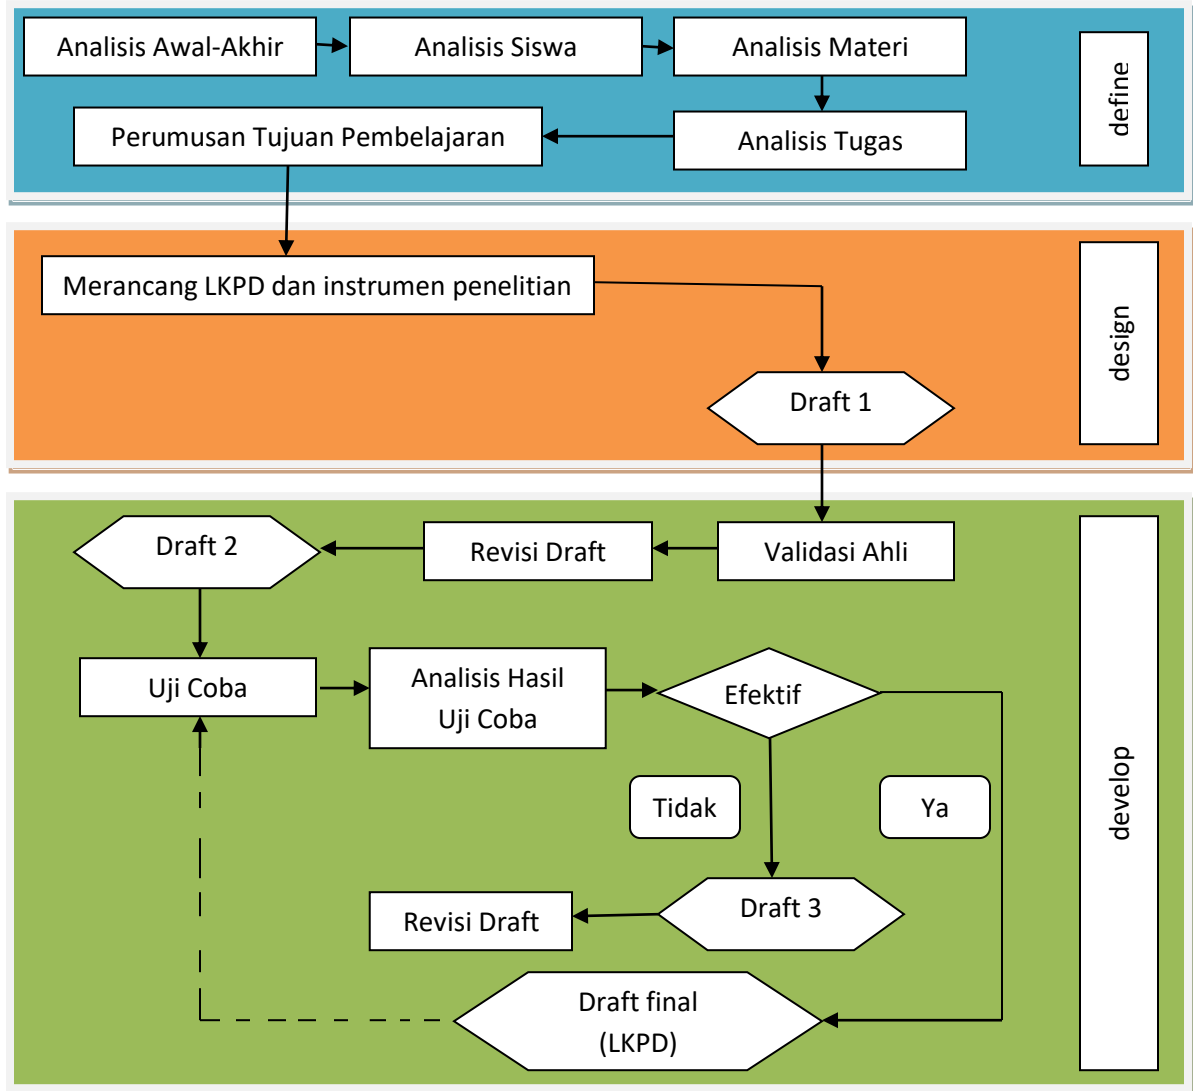 Analisis Awal-Akhir
Analisis Siswa
Analisis Materi
define
Perumusan Tujuan Pembelajaran
Analisis Tugas
Merancang LKPD dan instrumen penelitian
design
Draft 1
Draft 2
Revisi Draft
Validasi Ahli
Uji Coba
Analisis Hasil
Uji Coba
Efektif
develop
Tidak
Ya
Revisi Draft
Draft 3
Draft final
(LKPD)